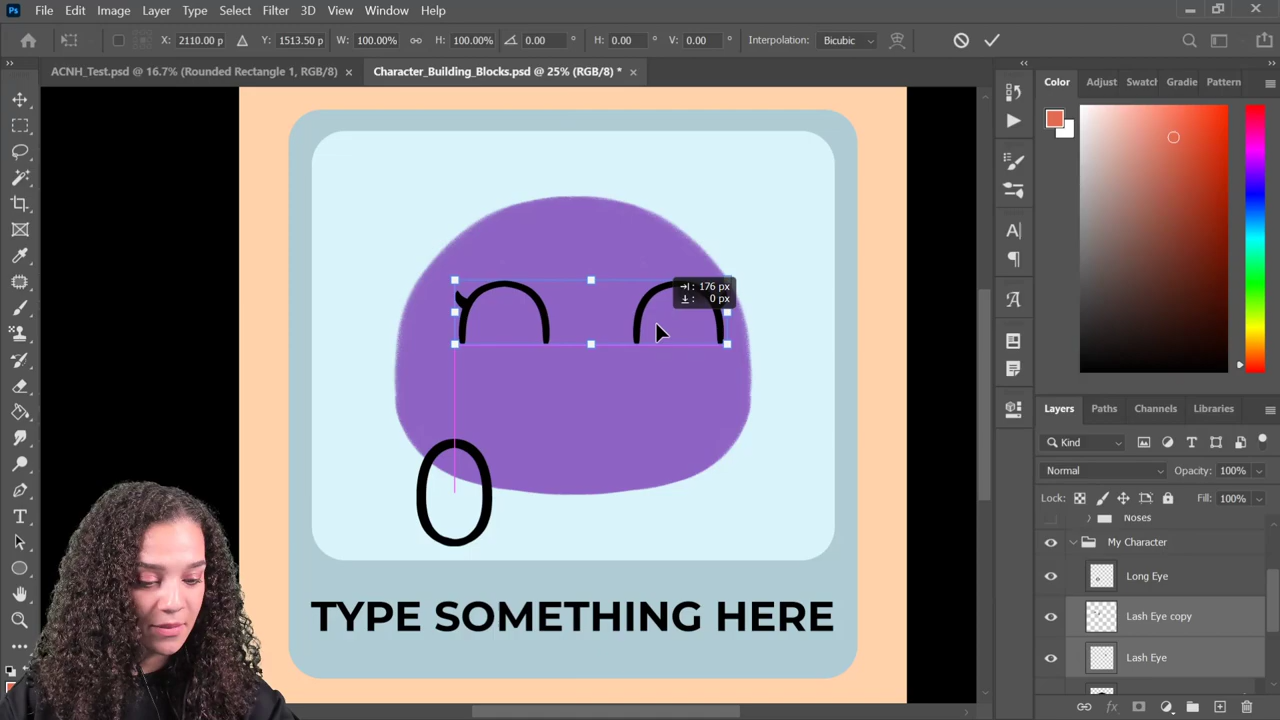 Ps File Edit Image Layer Type Select Filter 3D View Window Help
X: 2110.00 p Y: 1513.50 p W: 100.00% H: 100.00% 0.00 ° H: 0.00 ° V: 0.00 ° Interpolation: Bicubic
ACNH_Test.psd @ 16.7% (Rounded Rectangle 1, RGB/8) × Character_Building_Blocks.psd @ 25% (RGB/8) * ×
Color Adjust Swatch Gradie Pattern
: 176 px
: 0 px
TYPE SOMETHING HERE
Layers Paths Channels Libraries
Kind
Normal Opacity: 100%
Lock: Fill: 100%
Noses
My Character
Long Eye
Lash Eye copy
Lash Eye
fx